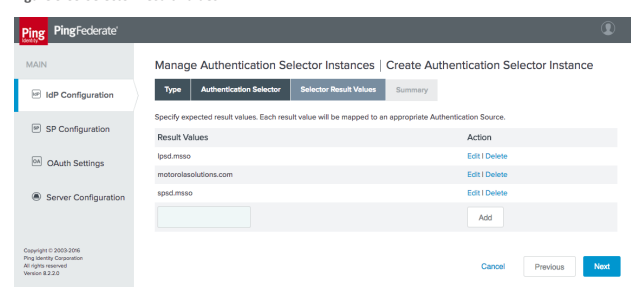 Ping
Identity
PingFederate'
MAIN
IdP Configuration
SP
SP Configuration
OA
OAuth Settings
Server Configuration
Copyright © 2003-2016
Ping Identity Corporation
All rights reserved
Version 8.2.2.0
Manage Authentication Selector Instances | Create Authentication Selector Instance
Type Authentication Selector Selector Result Values Summary
Specify expected result values. Each result value will be mapped to an appropriate Authentication Source.
Result Values Action
lpsd.msso Edit | Delete
motorolasolutions.com Edit | Delete
spsd.msso Edit | Delete
Add
Cancel Previous Next